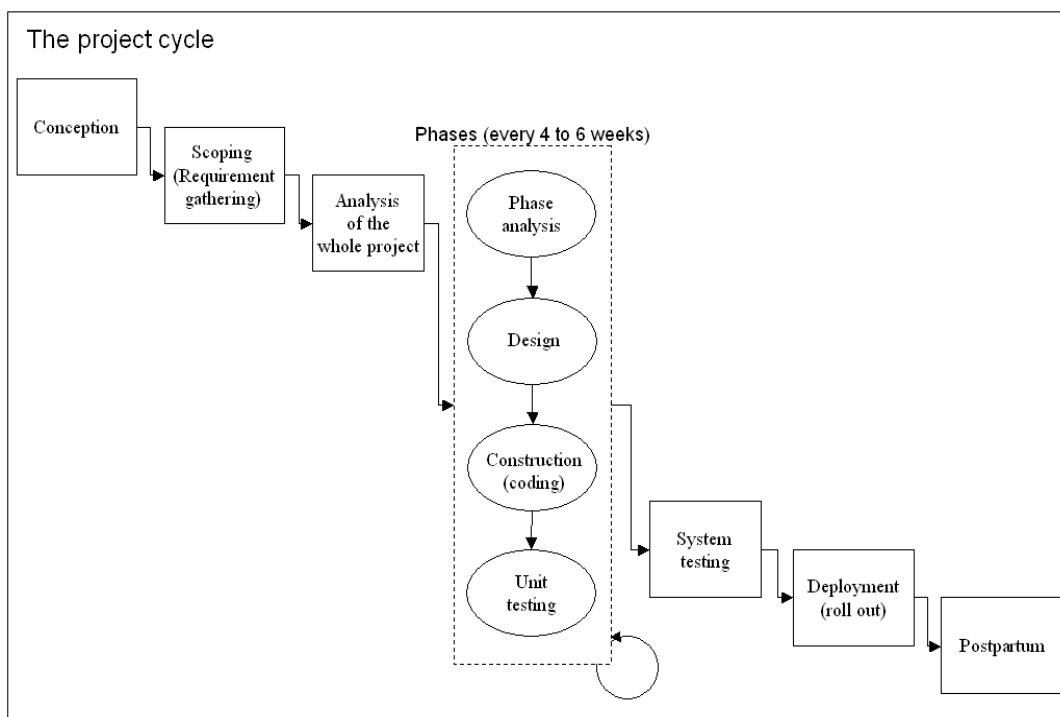 The project cycle
Conception
Scoping
(Requirement
gathering)
Analysis
of the
whole project
Phases (every 4 to 6 weeks)
Phase
analysis
Design
Construction
(coding)
Unit
testing
System
testing
Deployment
(roll out)
Postpartum